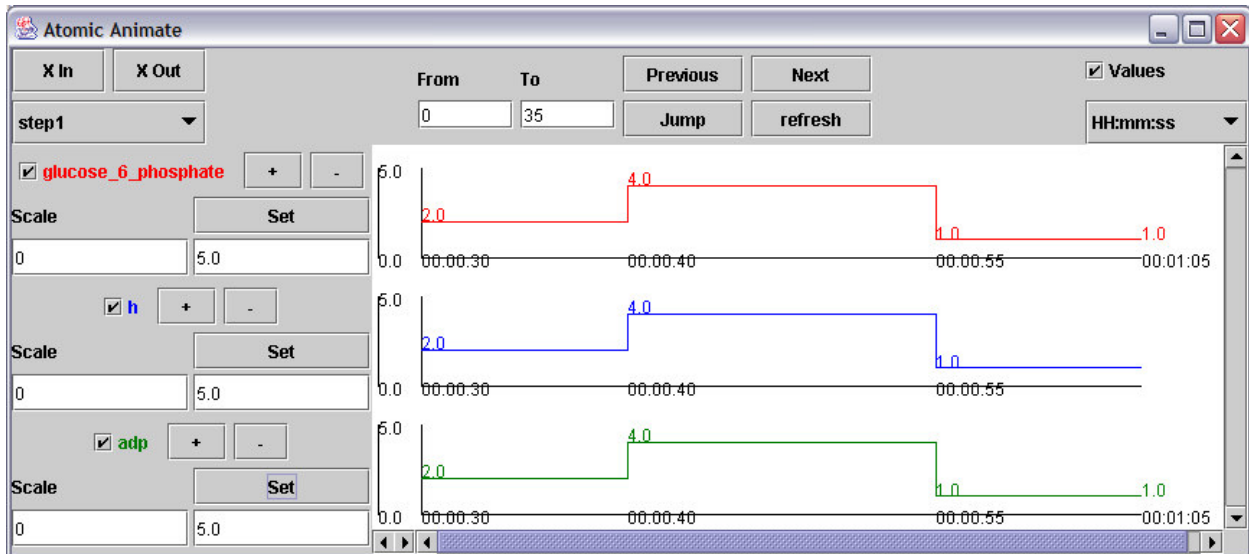 Atomic Animate
X In X Out From To Previous Next Values
step1 0 35 Jump refresh HH:mm:ss
glucose_6_phosphate + -
Scale Set
0 5.0
h + -
Scale Set
0 5.0
adp + -
Scale Set
0 5.0
5.0 4.0
2.0 1.0 1.0
0.0 00:00:30 00:00:40 00:00:55 00:01:05
5.0 4.0
2.0 1.0
0.0 00:00:30 00:00:40 00:00:55
5.0 4.0
2.0 1.0 1.0
0.0 00:00:30 00:00:40 00:00:55 00:01:05